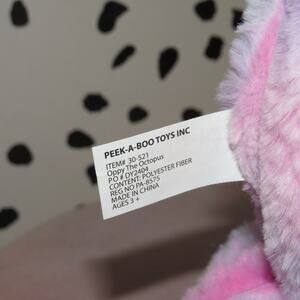 PEEK-A-BOO TOYS INC
ITEM# 30-521
Oppy The Octopus
PO # DY2404
CONTENT: POLYESTER FIBER
REG NO PA-8575
MADE IN CHINA
AGES 3 +